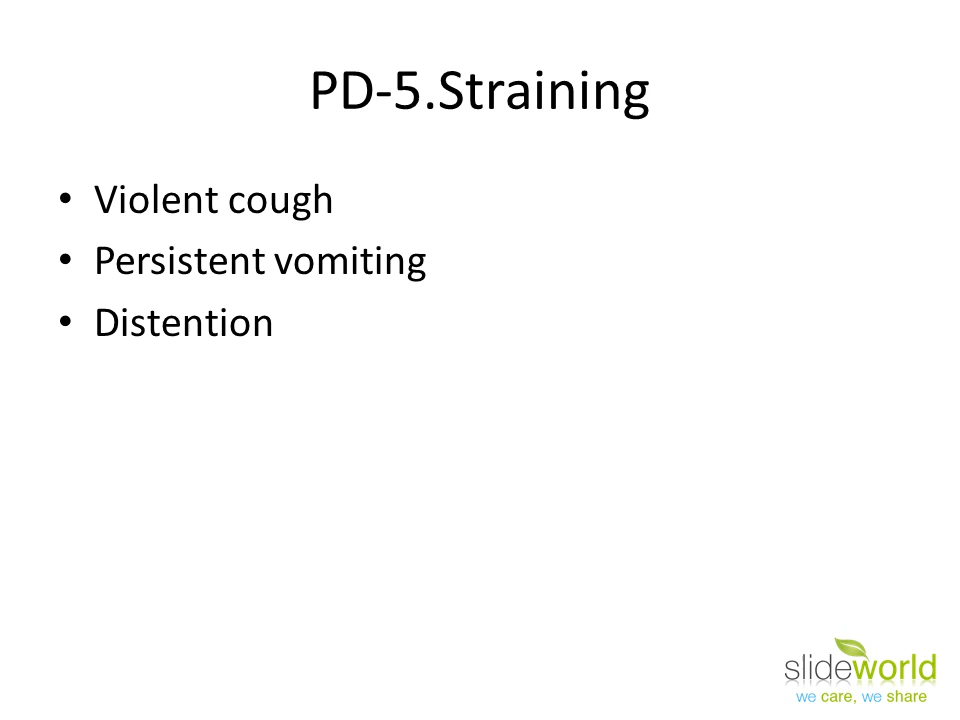 PD-5.Straining
• Violent cough
• Persistent vomiting
• Distention
slideworld
we care, we share